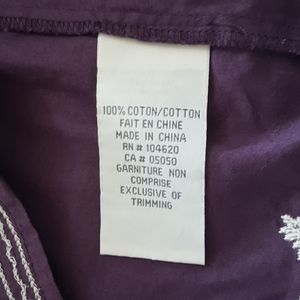 100% COTON/COTTON
FAIT EN CHINE
MADE IN CHINA
RN # 104620
CA # 05050
GARNITURE NON
COMPRISE
EXCLUSIVE OF
TRIMMING